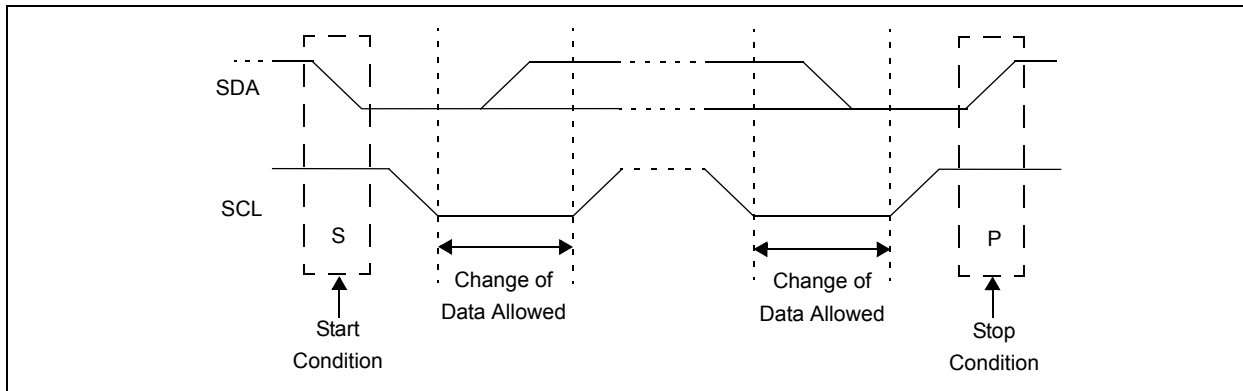 SDA
SCL
S
P
Change of
Data Allowed
Change of
Data Allowed
Start
Condition
Stop
Condition